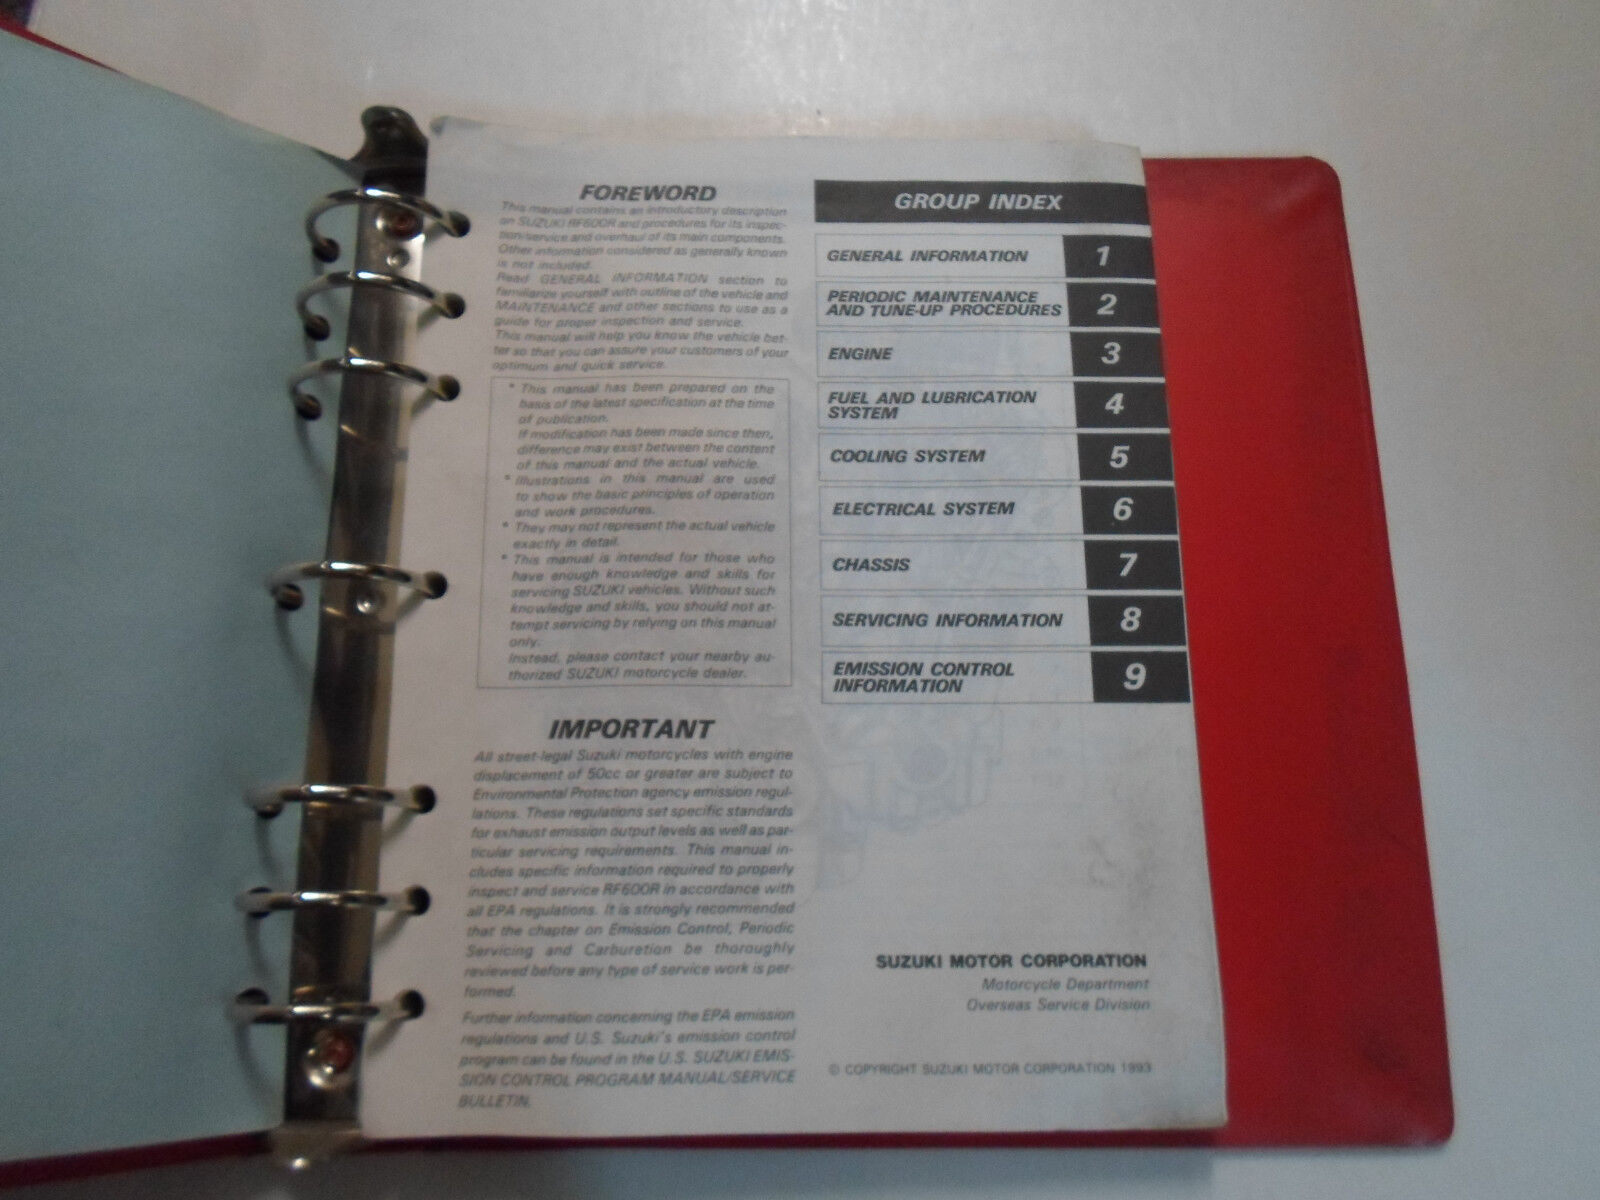 FOREWORD
This manual contains an introductory description
on SUZUKI RF600R and procedures for its inspec-
tion/service and overhaul of its main components.
Other information considered as generally known
is not included.
Read GENERAL INFORMATION section to
familiarize yourself with outline of the vehicle and
MAINTENANCE and other sections to use as a
guide for proper inspection and service.
This manual will help you know the vehicle bet-
ter so that you can assure your customers of your
optimum and quick service.
* This manual has been prepared on the
basis of the latest specification at the time
of publication.
If modification has been made since then,
difference may exist between the content
of this manual and the actual vehicle.
* Illustrations in this manual are used
to show the basic principles of operation
and work procedures.
* They may not represent the actual vehicle
exactly in detail.
* This manual is intended for those who
have enough knowledge and skills for
servicing SUZUKI vehicles. Without such
knowledge and skills, you should not at-
tempt servicing by relying on this manual
only.
Instead, please contact your nearby au-
thorized SUZUKI motorcycle dealer.
IMPORTANT
All street-legal Suzuki motorcycles with engine
displacement of 50cc or greater are subject to
Environmental Protection agency emission regul-
lations. These regulations set specific standards
for exhaust emission output levels as well as par-
ticular servicing requirements. This manual in-
cludes specific information required to properly
inspect and service RF600R in accordance with
all EPA regulations. It is strongly recommended
that the chapter on Emission Control, Periodic
Servicing and Carburetion be thoroughly
reviewed before any type of service work is per-
formed.
Further information concerning the EPA emission
regulations and U.S. Suzuki's emission control
program can be found in the U.S. SUZUKI EMIS-
SION CONTROL PROGRAM MANUAL/SERVICE
BULLETIN.
GROUP INDEX
GENERAL INFORMATION 1
PERIODIC MAINTENANCE
AND TUNE-UP PROCEDURES 2
ENGINE 3
FUEL AND LUBRICATION
SYSTEM 4
COOLING SYSTEM 5
ELECTRICAL SYSTEM 6
CHASSIS 7
SERVICING INFORMATION 8
EMISSION CONTROL
INFORMATION 9
SUZUKI MOTOR CORPORATION
Motorcycle Department
Overseas Service Division
© COPYRIGHT SUZUKI MOTOR CORPORATION 1993